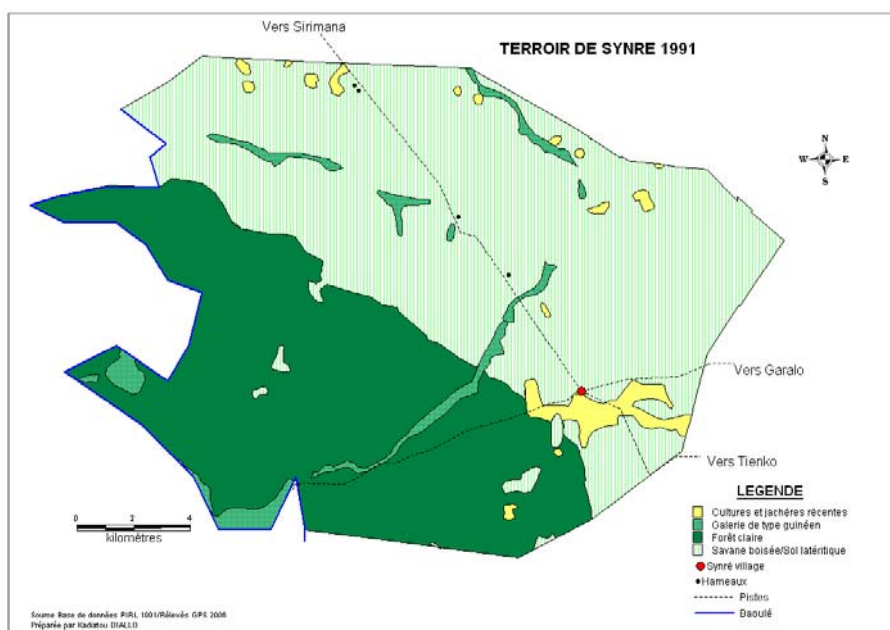 Vers Sirimana
TERROIR DE SYNRE 1991
N
W E
S
Vers Garalo
Vers Tienko
LEGENDE
Cultures et jachères récentes
Galerie de type guinéen
Forêt claire
Savane boisée/Sol latéritique
Synré village
Hameaux
Pistes
Baoulé
2 0 2 4
kilomètres
Source Base de données PIRL 1991/Relevés GPS 2006
Préparée par Kadiatou DIALLO